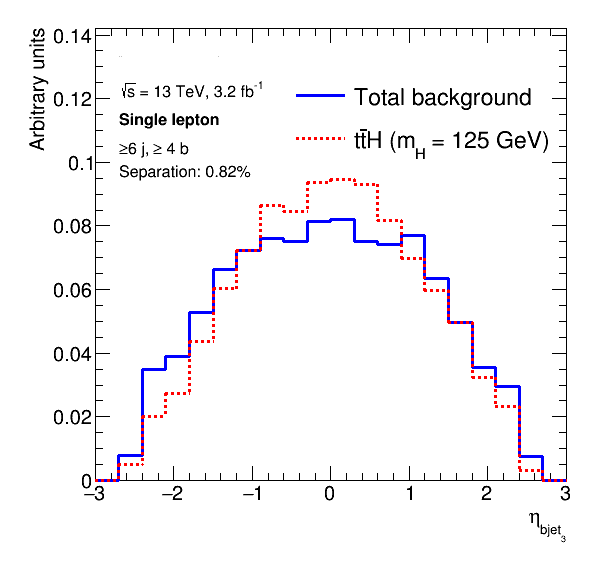 Arbitrary units
0.14
0.12
0.1
0.08
0.06
0.04
0.02
0
√s = 13 TeV, 3.2 fb⁻¹
Single lepton
≥6 j, ≥ 4 b
Separation: 0.82%
Total background
tt̄H (m_H = 125 GeV)
−3 −2 −1 0 1 2 3
η_bjet_3